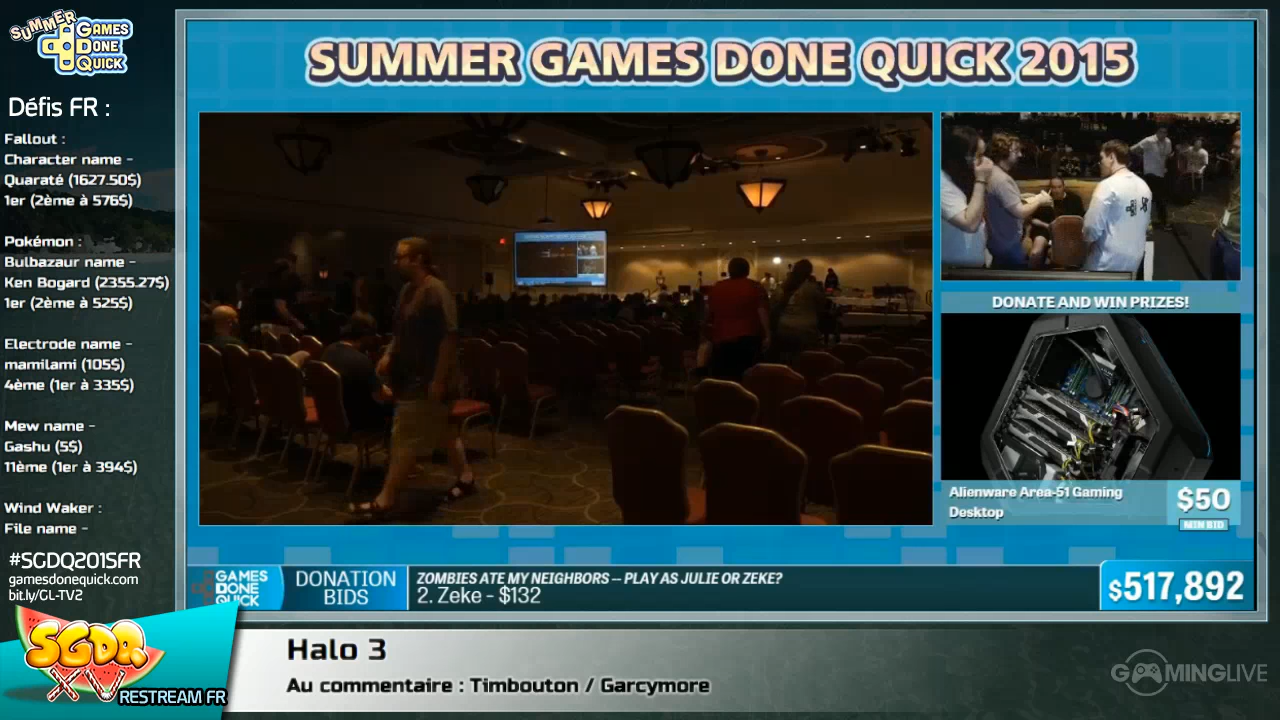 SUMMER
GAMES
DONE
QUICK
Défis FR :
Fallout :
Character name -
Quaraté (1627.50$)
1er (2ème à 576$)
Pokémon :
Bulbazaur name -
Ken Bogard (2355.27$)
1er (2ème à 525$)
Electrode name -
mamilami (105$)
4ème (1er à 335$)
Mew name -
Gashu (5$)
11ème (1er à 394$)
Wind Waker :
File name -
#SGDQ2015FR
gamesdonequick.com
bit.ly/GL-TV2
SGDQ
XV
RESTREAM FR
SUMMER GAMES DONE QUICK 2015
DONATE AND WIN PRIZES!
Alienware Area-51 Gaming
Desktop
$50
MIN BID
GAMES
DONE
QUICK
DONATION
BIDS
ZOMBIES ATE MY NEIGHBORS -- PLAY AS JULIE OR ZEKE?
2. Zeke - $132
$517,892
Halo 3
Au commentaire : Timbouton / Garcymore
GAMINGLIVE